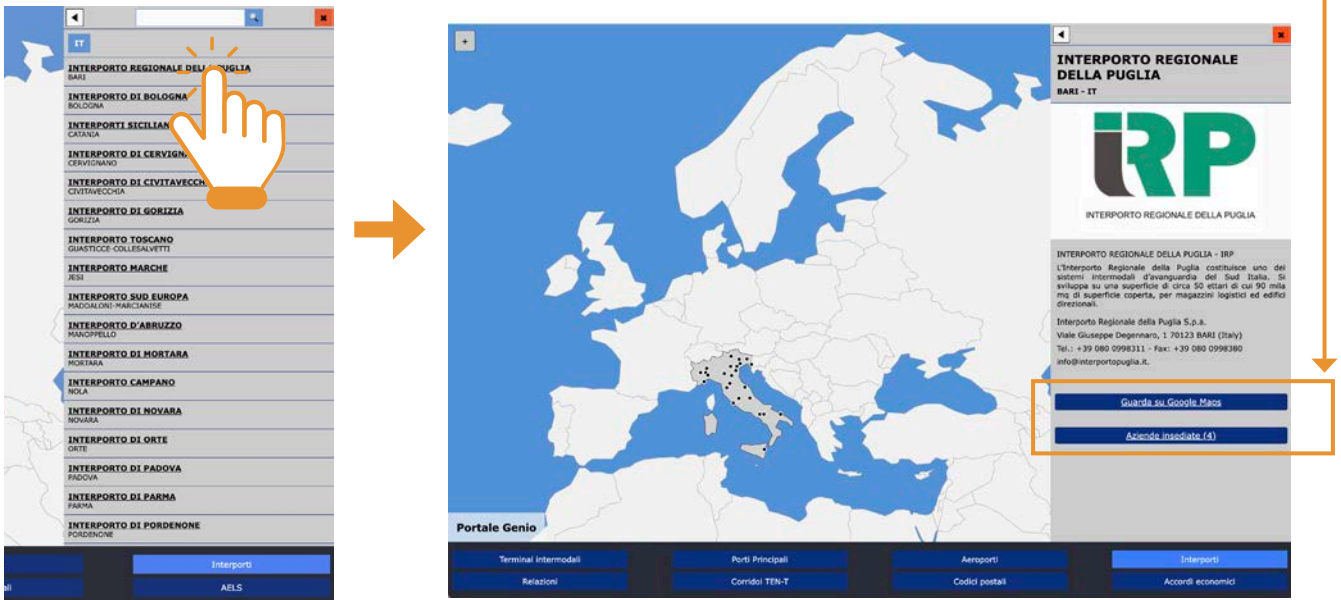 IT
INTERPORTO REGIONALE DELLA PUGLIA
BARI
INTERPORTO DI BOLOGNA
BOLOGNA
INTERPORTI SICILIAN
CATANIA
INTERPORTO DI CERVIGN
CERVIGNANO
INTERPORTO DI CIVITAVECCH
CIVITAVECCHIA
INTERPORTO DI GORIZIA
GORIZIA
INTERPORTO TOSCANO
GUASTICCE-COLLESALVETTI
INTERPORTO MARCHE
JESI
INTERPORTO SUD EUROPA
MADDALONI-MARCIANISE
INTERPORTO D'ABRUZZO
MANOPPELLO
INTERPORTO DI MORTARA
MORTARA
INTERPORTO CAMPANO
NOLA
INTERPORTO DI NOVARA
NOVARA
INTERPORTO DI ORTE
ORTE
INTERPORTO DI PADOVA
PADOVA
INTERPORTO DI PARMA
PARMA
INTERPORTO DI PORDENONE
PORDENONE
Interporti
ali
AELS
+
INTERPORTO REGIONALE
DELLA PUGLIA
BARI - IT
iRP
INTERPORTO REGIONALE DELLA PUGLIA
INTERPORTO REGIONALE DELLA PUGLIA - IRP
L'Interporto Regionale della Puglia costituisce uno dei
sistemi intermodali d'avanguardia del Sud Italia. Si
sviluppa su una superficie di circa 50 ettari di cui 90 mila
mq di superficie coperta, per magazzini logistici ed edifici
direzionali.
Interporto Regionale della Puglia S.p.a.
Viale Giuseppe Degennaro, 1 70123 BARI (Italy)
Tel.: +39 080 0998311 - Fax: +39 080 0998380
info@interportopuglia.it.
Guarda su Google Maps
Aziende insediate (4)
Portale Genio
Terminal intermodali
Porti Principali
Aeroporti
Interporti
Relazioni
Corridoi TEN-T
Codici postali
Accordi economici